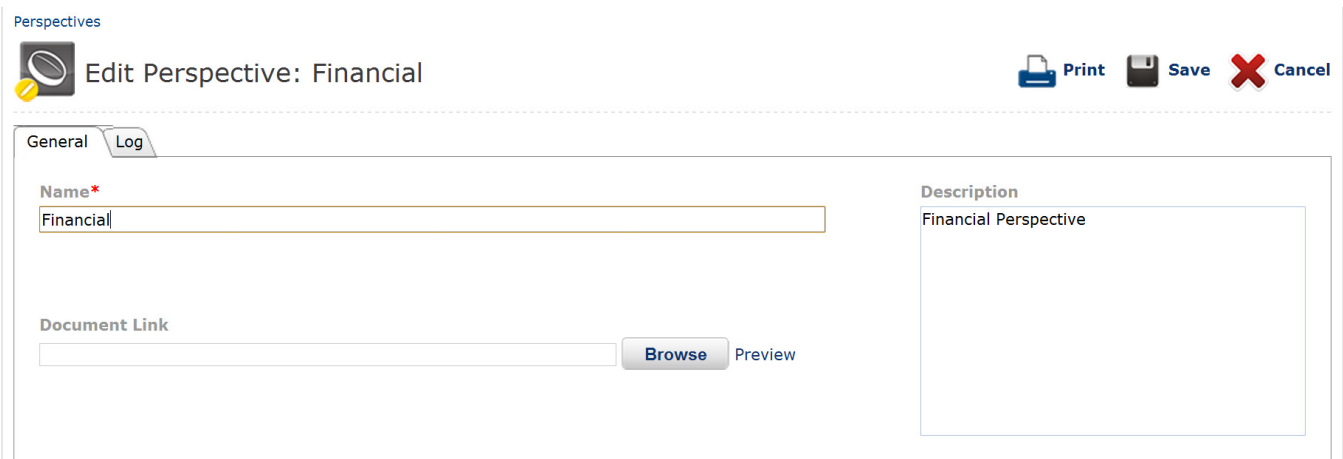 Perspectives
Edit Perspective: Financial
Print
Save
Cancel
General
Log
Name*
Financial
Description
Financial Perspective
Document Link
Browse
Preview